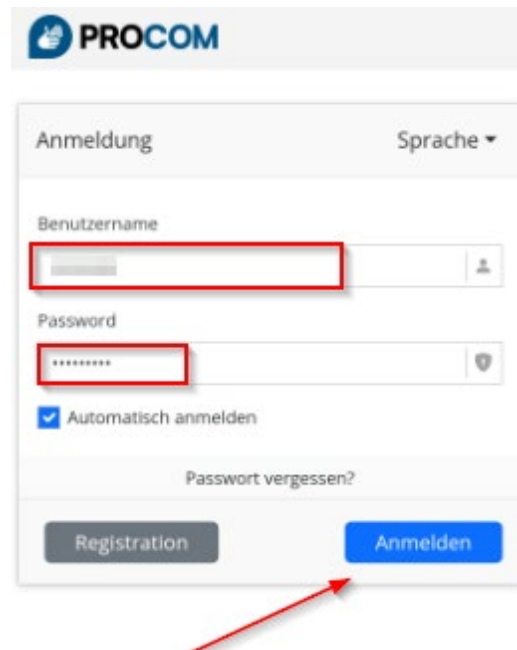 PROCOM
Anmeldung Sprache
Benutzername
Password
Automatisch anmelden
Passwort vergessen?
Registration Anmelden